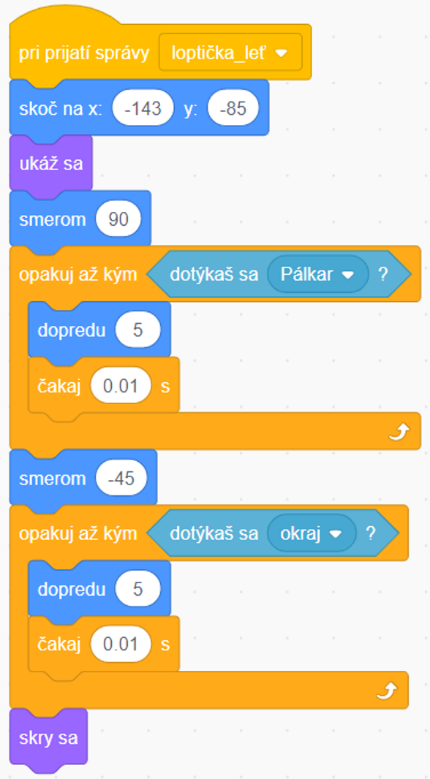 pri prijatí správy loptička_leť
skoč na x: -143 y: -85
ukáž sa
smerom 90
opakuj až kým dotýkaš sa Pálkar ?
dopredu 5
čakaj 0.01 s
smerom -45
opakuj až kým dotýkaš sa okraj ?
dopredu 5
čakaj 0.01 s
skry sa